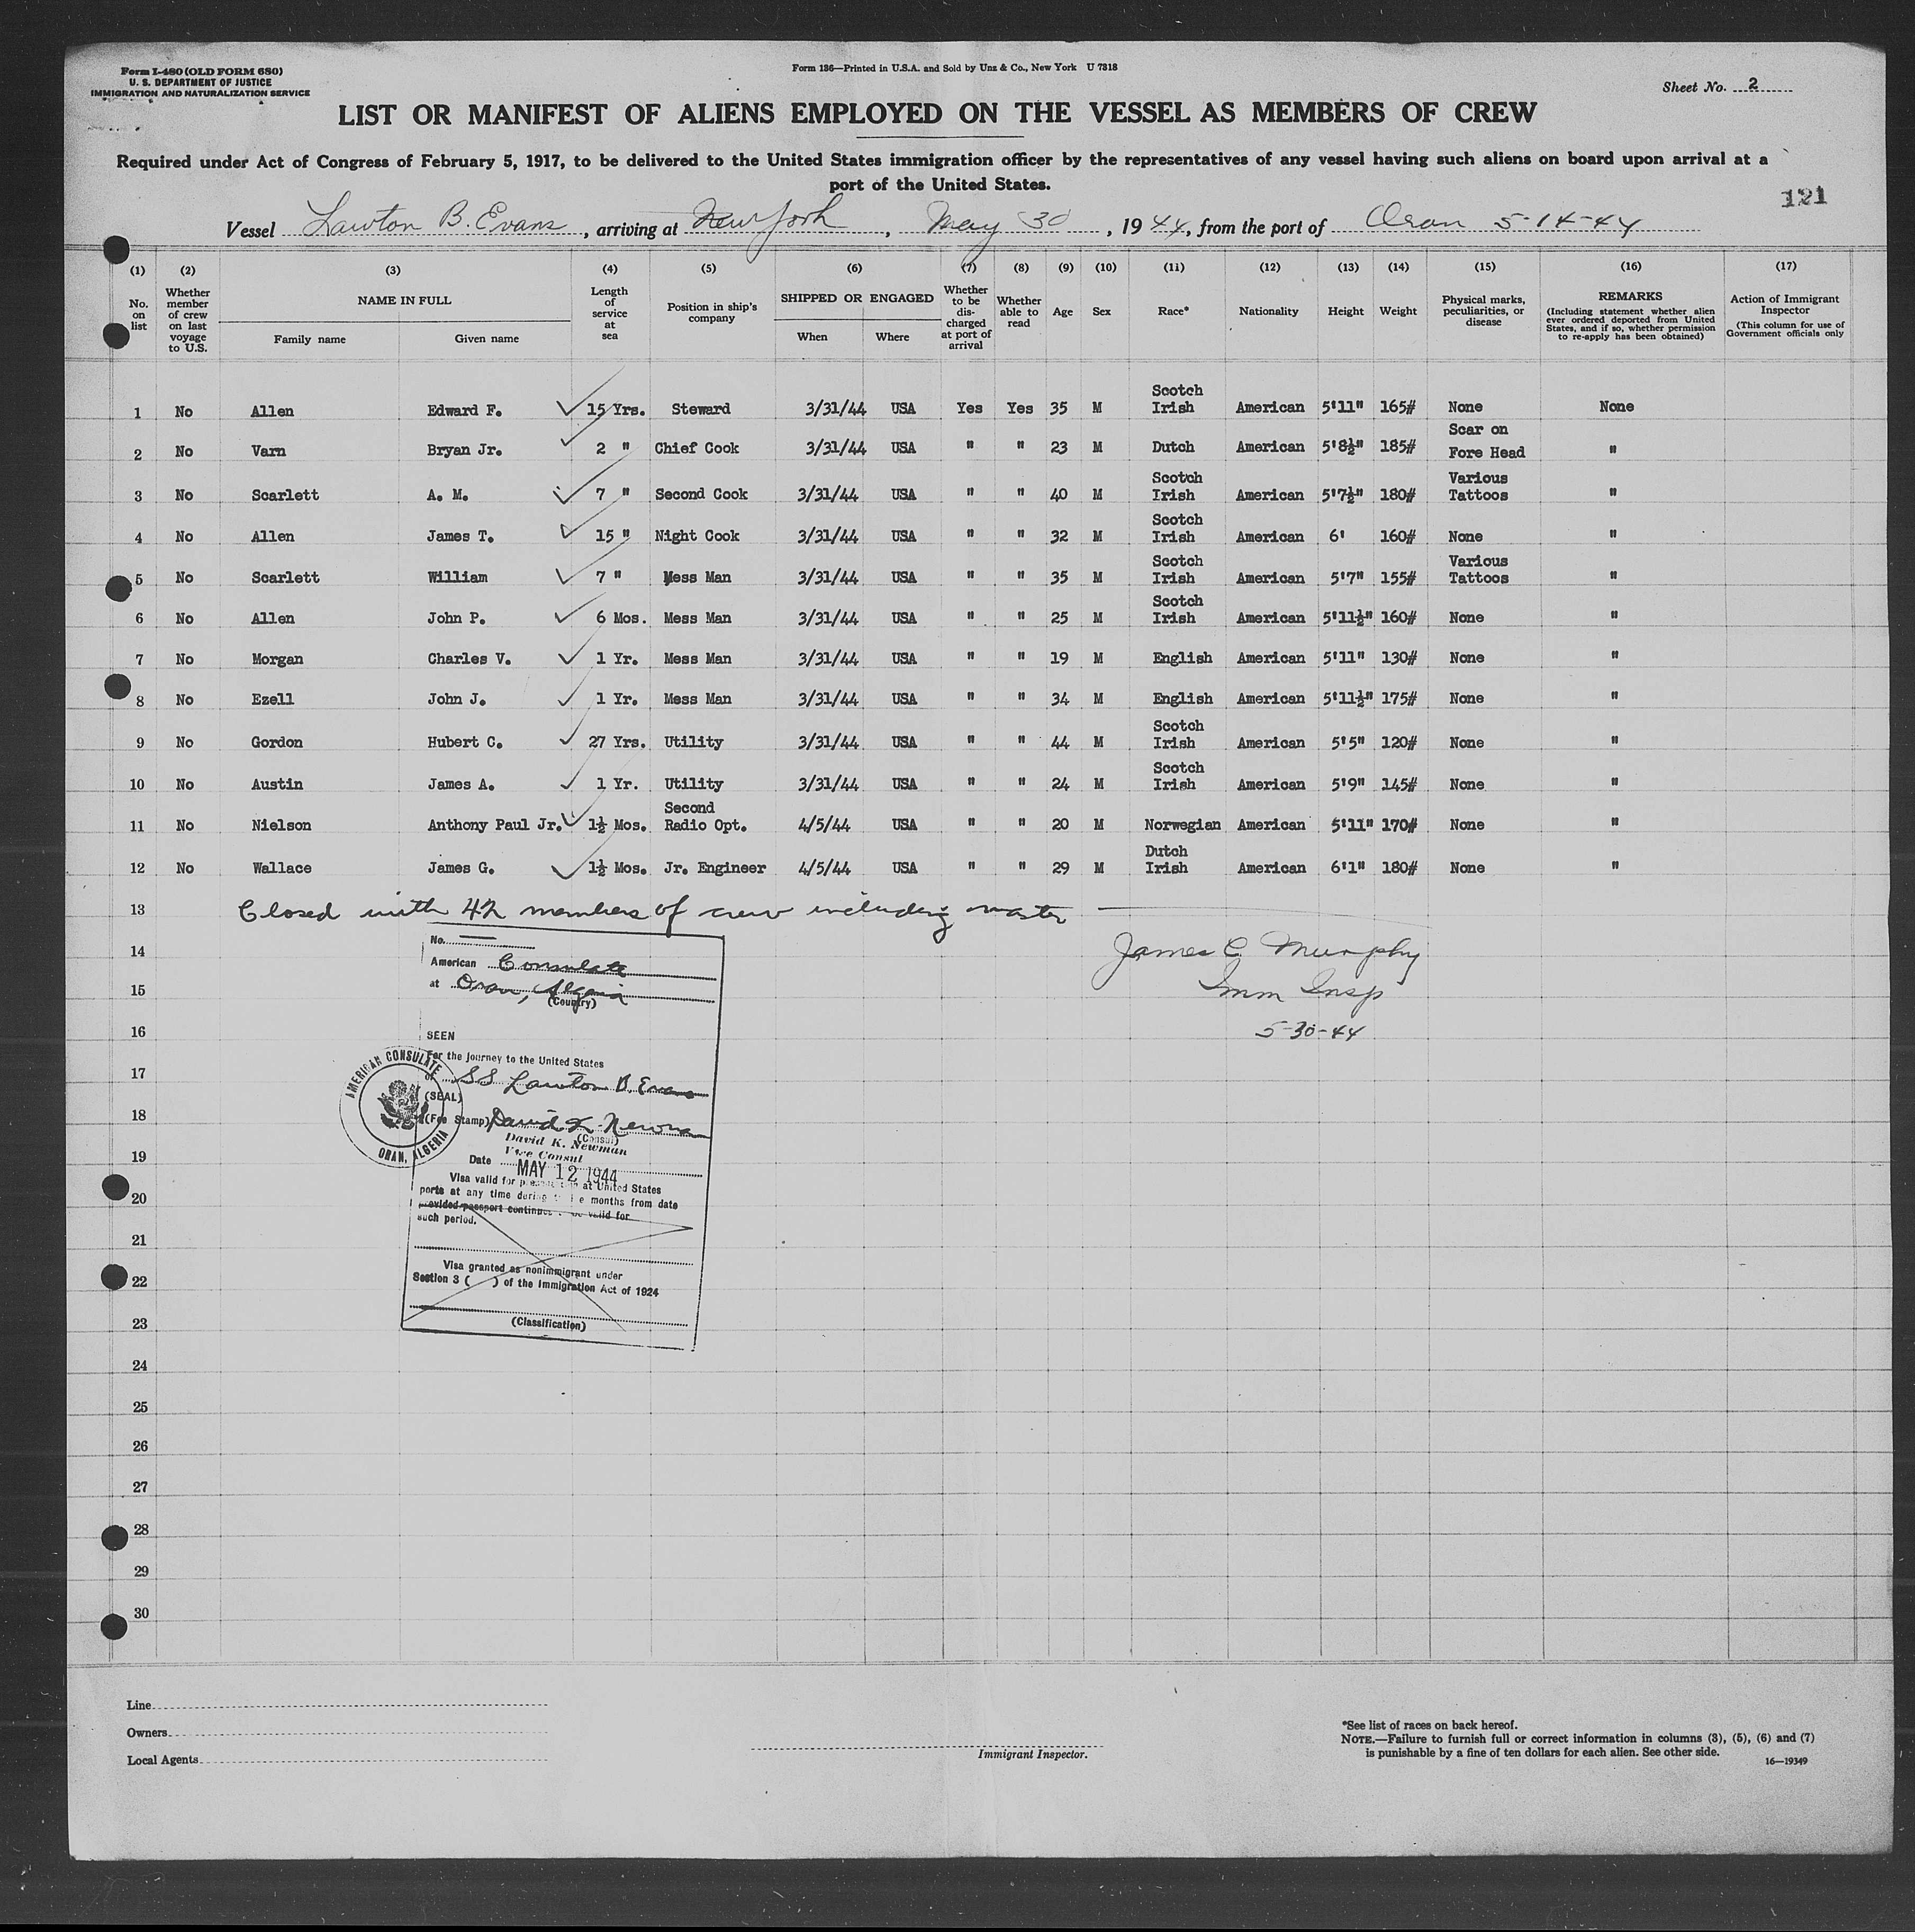 Form I-480 (OLD FORM 680)
U. S. DEPARTMENT OF JUSTICE
IMMIGRATION AND NATURALIZATION SERVICE
Form 136—Printed in U.S.A. and Sold by Unz & Co., New York U 7318
Sheet No. 2
LIST OR MANIFEST OF ALIENS EMPLOYED ON THE VESSEL AS MEMBERS OF CREW
Required under Act of Congress of February 5, 1917, to be delivered to the United States immigration officer by the representatives of any vessel having such aliens on board upon arrival at a
port of the United States.
121
Vessel Lawton B. Evans, arriving at New York, May 30, 1944, from the port of Oran 5-14-44
(1) (2) (3) (4) (5) (6) (7) (8) (9) (10) (11) (12) (13) (14) (15) (16) (17)
No. on list
Whether member of crew on last voyage to U.S.
NAME IN FULL
Family name Given name
Length of service at sea
Position in ship's company
SHIPPED OR ENGAGED
When Where
Whether to be discharged at port of arrival
Whether able to read
Age
Sex
Race*
Nationality
Height
Weight
Physical marks, peculiarities, or disease
REMARKS
(Including statement whether alien ever ordered deported from United States, and if so, whether permission to re-apply has been obtained)
Action of Immigrant Inspector
(This column for use of Government officials only
1 No Allen Edward F. 15 Yrs. Steward 3/31/44 USA Yes Yes 35 M Scotch Irish American 5'11" 165# None None
2 No Varn Bryan Jr. 2 " Chief Cook 3/31/44 USA " " 23 M Dutch American 5'8½" 185# Scar on Fore Head "
3 No Scarlett A. M. 7 " Second Cook 3/31/44 USA " " 40 M Scotch Irish American 5'7½" 180# Various Tattoos "
4 No Allen James T. 15 " Night Cook 3/31/44 USA " " 32 M Scotch Irish American 6' 160# None "
5 No Scarlett William 7 " Mess Man 3/31/44 USA " " 35 M Scotch Irish American 5'7" 155# Various Tattoos "
6 No Allen John P. 6 Mos. Mess Man 3/31/44 USA " " 25 M Scotch Irish American 5'11½" 160# None "
7 No Morgan Charles V. 1 Yr. Mess Man 3/31/44 USA " " 19 M English American 5'11" 130# None "
8 No Ezell John J. 1 Yr. Mess Man 3/31/44 USA " " 34 M English American 5'11½" 175# None "
9 No Gordon Hubert C. 27 Yrs. Utility 3/31/44 USA " " 44 M Scotch Irish American 5'5" 120# None "
10 No Austin James A. 1 Yr. Utility 3/31/44 USA " " 24 M Scotch Irish American 5'9" 145# None "
11 No Nielson Anthony Paul Jr. 1½ Mos. Second Radio Opt. 4/5/44 USA " " 20 M Norwegian American 5'11" 170# None "
12 No Wallace James G. 1½ Mos. Jr. Engineer 4/5/44 USA " " 29 M Dutch Irish American 6'1" 180# None "
13 Closed with 42 members of crew including master
14 James C Murphy
15 Imm Insp
16 5-30-44
17
18
19
20
21
22
23
24
25
26
27
28
29
30
No.
American Consulate
at Oran, Algeria
(Country)
SEEN
For the journey to the United States
of SS Lawton B. Evans
(SEAL)
(Fee Stamp) David K. Newman
(Consul)
David K. Newman
Vice Consul
Date MAY 12 1944
Visa valid for at United States
ports at any time during months from date
provided passport continues valid for
such period.
Visa granted as nonimmigrant under
Section 3 ( ) of the Immigration Act of 1924
(Classification)
AMERICAN CONSULATE
ORAN, ALGERIA
Line
Owners
Local Agents
Immigrant Inspector.
*See list of races on back hereof.
NOTE.—Failure to furnish full or correct information in columns (3), (5), (6) and (7)
is punishable by a fine of ten dollars for each alien. See other side.
16—19349